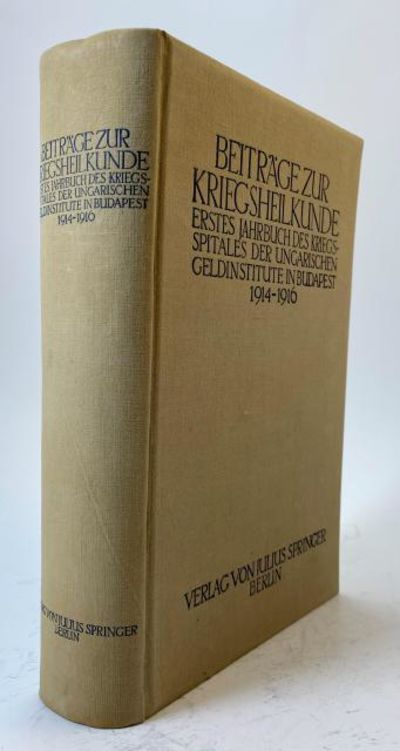 BEITRÄGE ZUR
KRIEGSHEILKUNDE
ERSTES JAHRBUCH DES KRIEGS-
SPITALES DER UNGARISCHEN
GELDINSTITUTE IN BUDAPEST
1914-1916
BEITRÄGE ZUR
KRIEGSHEILKUNDE
ERSTES JAHRBUCH DES KRIEGS-
SPITALES DER UNGARISCHEN
GELDINSTITUTE IN BUDAPEST
1914-1916
VERLAG VON JULIUS SPRINGER
BERLIN
VON JULIUS SPRINGER
BERLIN